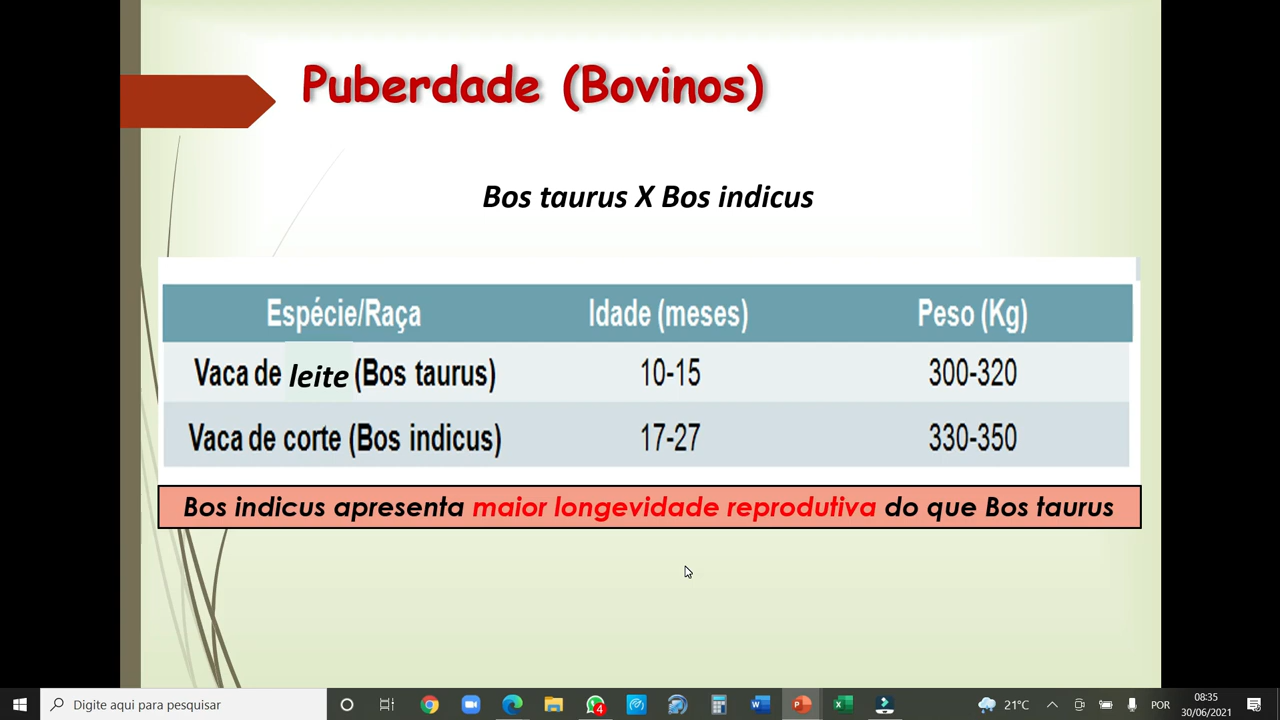 Puberdade (Bovinos)
Bos taurus X Bos indicus
Espécie/Raça Idade (meses) Peso (Kg)
Vaca de leite (Bos taurus) 10-15 300-320
Vaca de corte (Bos indicus) 17-27 330-350
Bos indicus apresenta maior longevidade reprodutiva do que Bos taurus
Digite aqui para pesquisar 4 21°C POR 08:35
30/06/2021